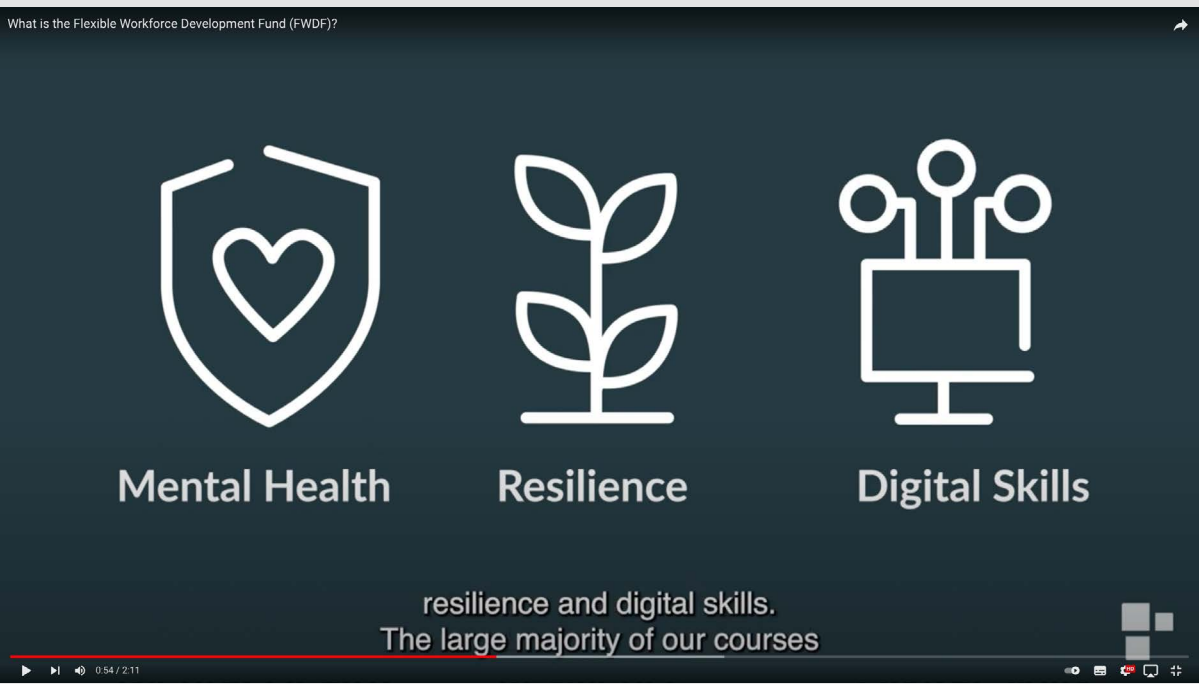 What is the Flexible Workforce Development Fund (FWDF)?
Mental Health
Resilience
Digital Skills
resilience and digital skills.
The large majority of our courses
0:54 / 2:11
HD